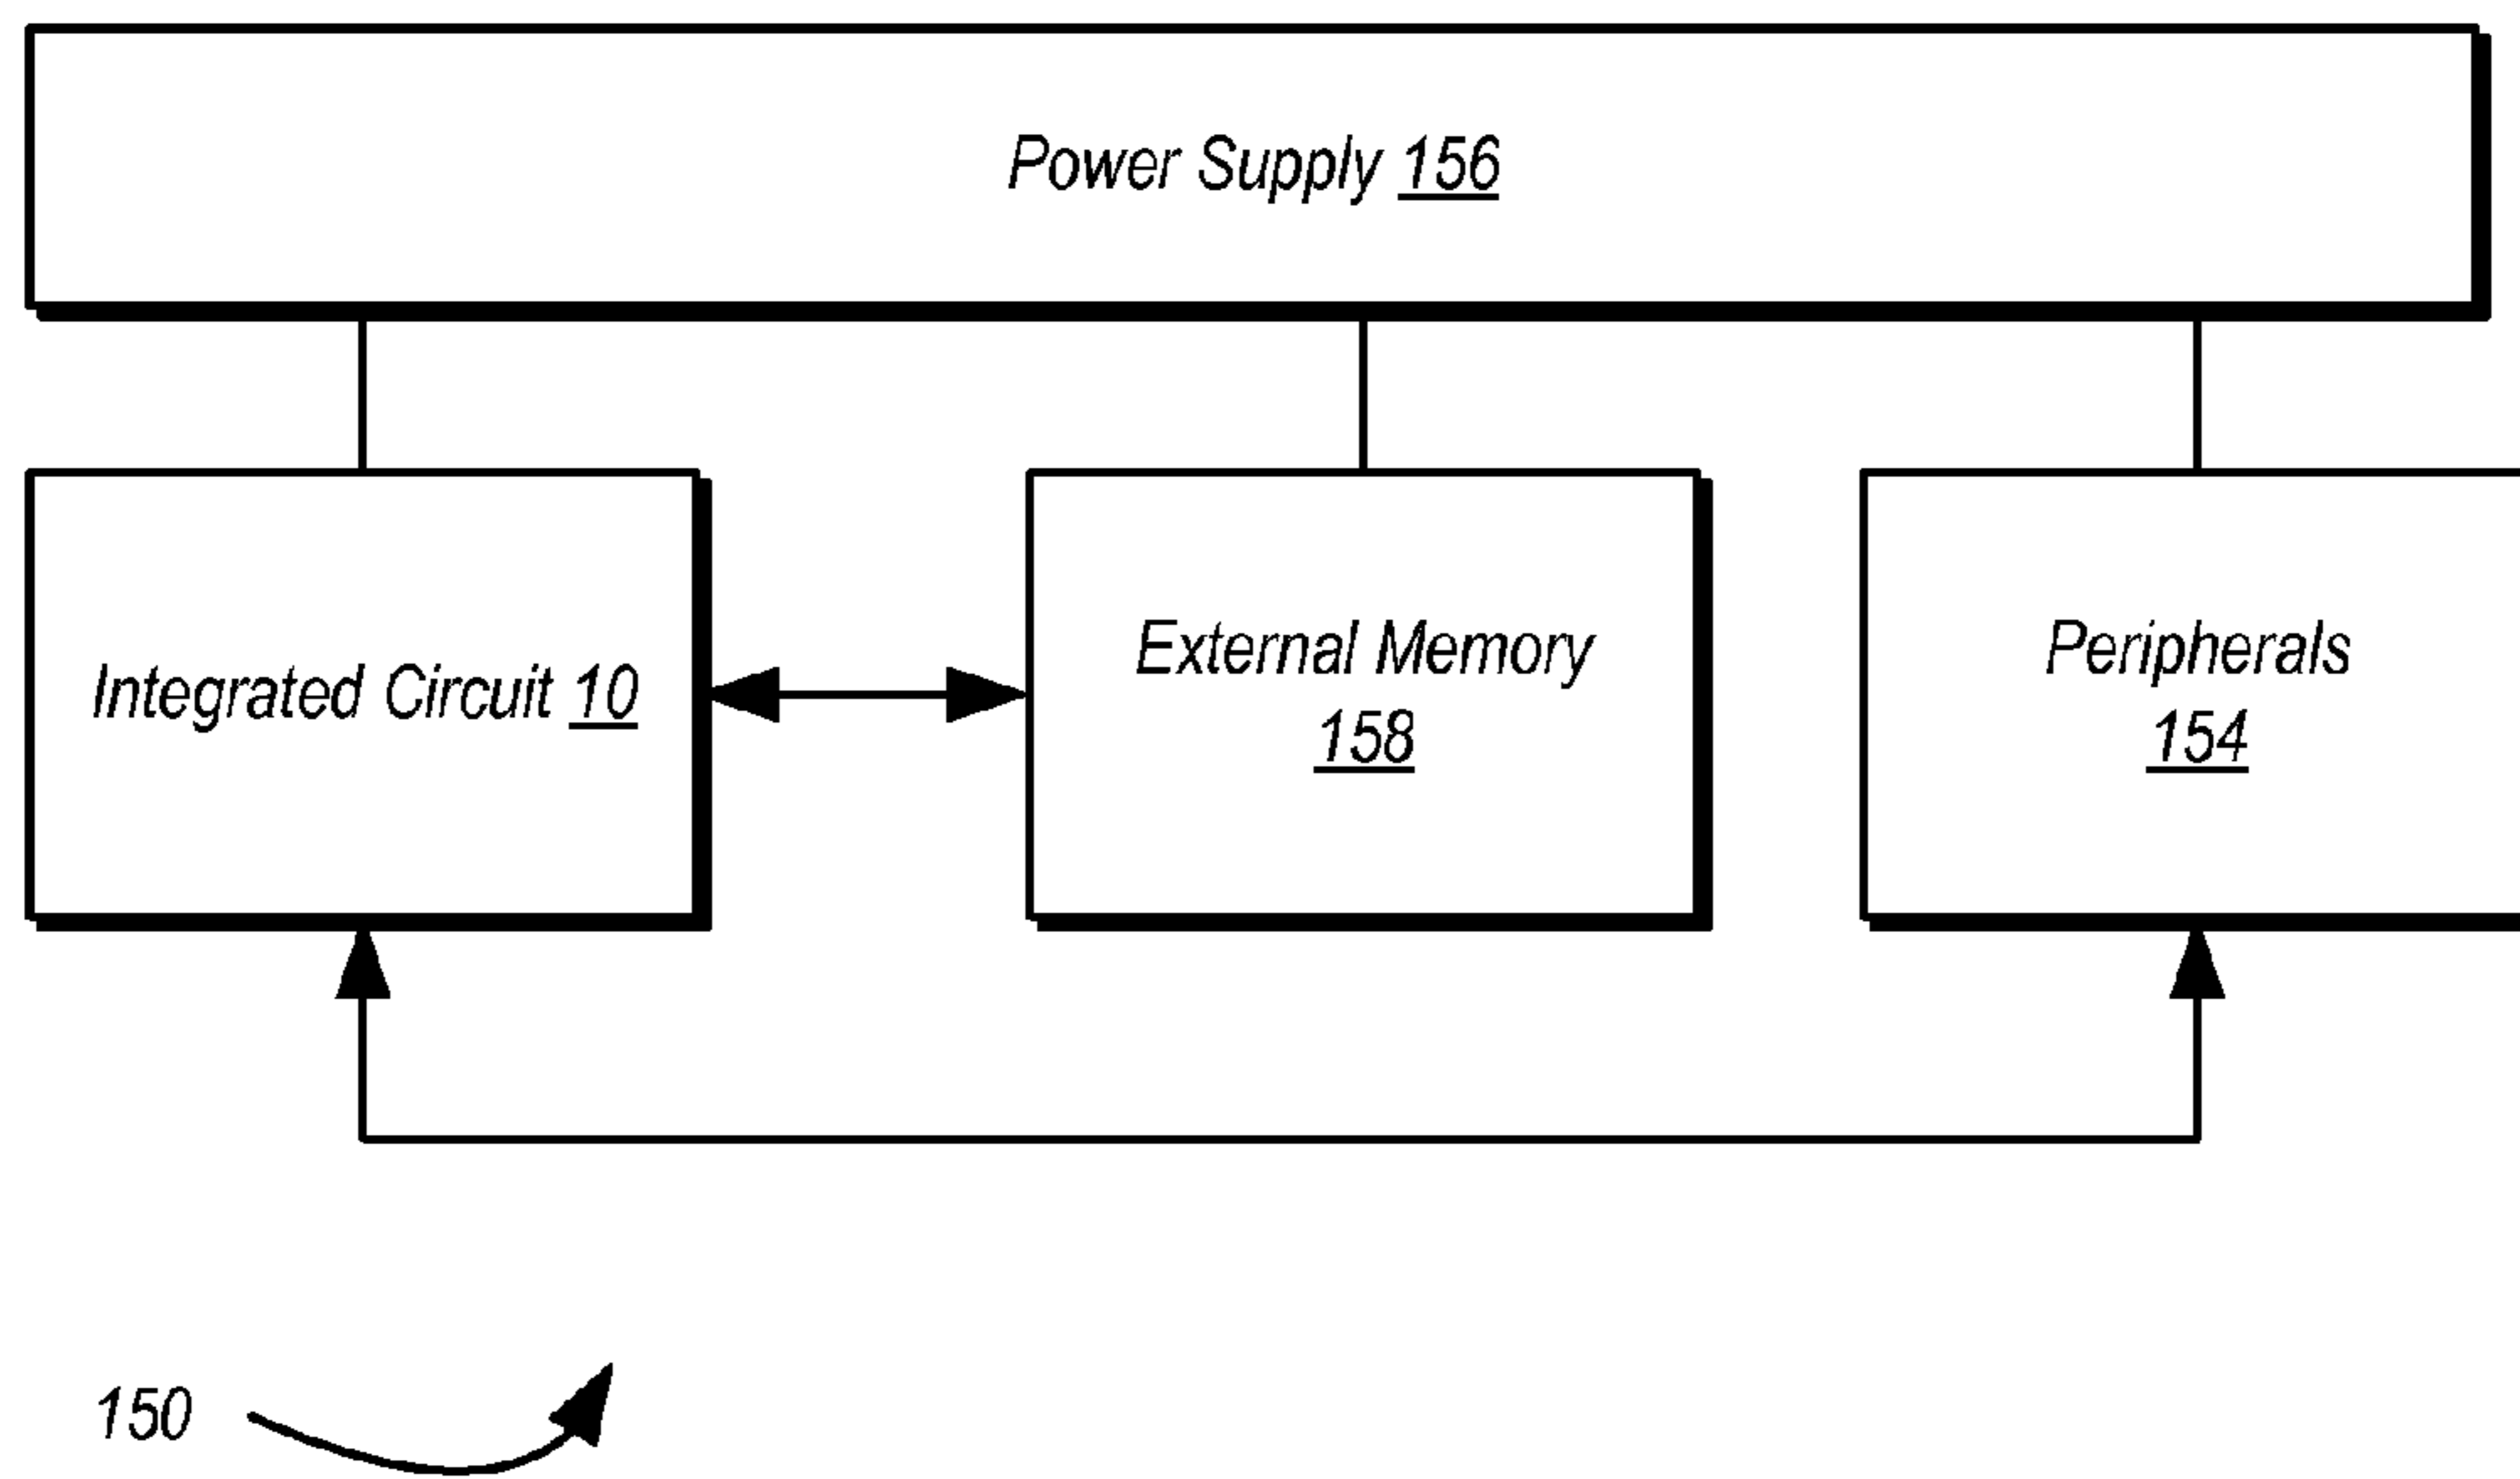 Power Supply 156
Integrated Circuit 10
External Memory
158
Peripherals
154
150